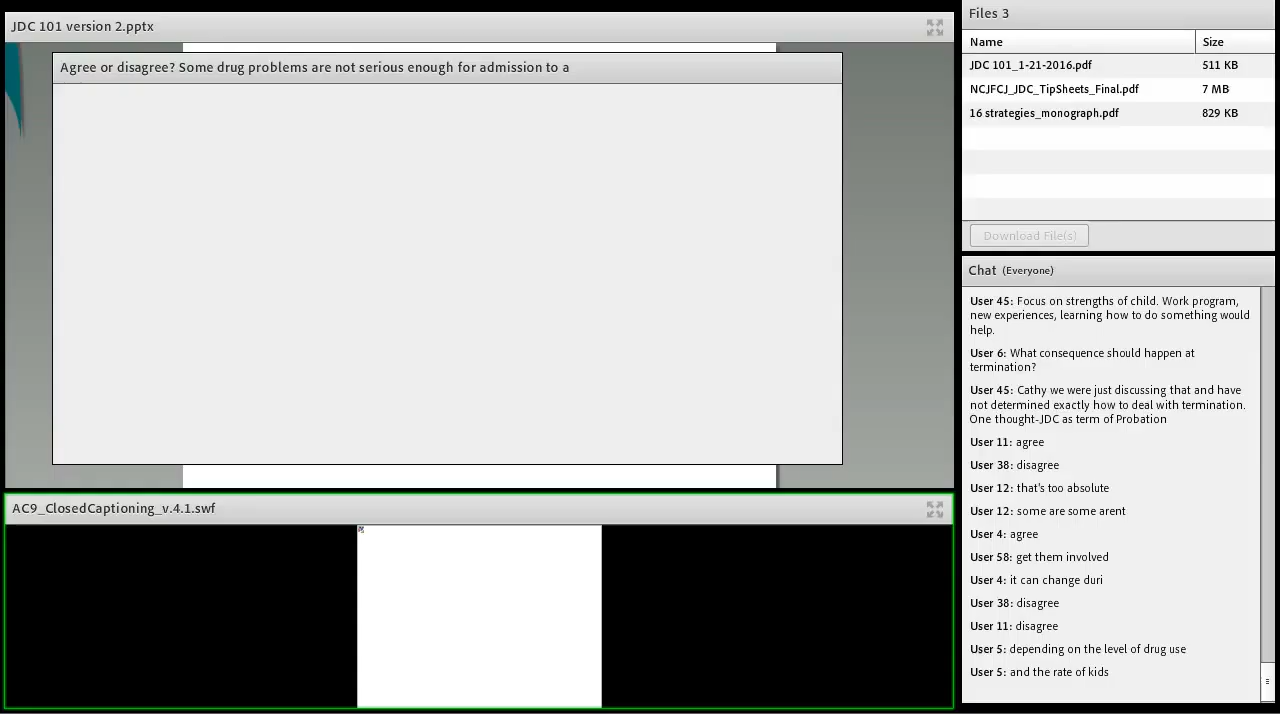 JDC 101 version 2.pptx
Agree or disagree? Some drug problems are not serious enough for admission to a
AC9_ClosedCaptioning_v.4.1.swf
Files 3
Name Size
JDC 101_1-21-2016.pdf 511 KB
NCJFCJ_JDC_TipSheets_Final.pdf 7 MB
16 strategies_monograph.pdf 829 KB
Download File(s)
Chat (Everyone)
User 45: Focus on strengths of child. Work program,
new experiences, learning how to do something would
help.
User 6: What consequence should happen at
termination?
User 45: Cathy we were just discussing that and have
not determined exactly how to deal with termination.
One thought-JDC as term of Probation
User 11: agree
User 38: disagree
User 12: that's too absolute
User 12: some are some arent
User 4: agree
User 58: get them involved
User 4: it can change duri
User 38: disagree
User 11: disagree
User 5: depending on the level of drug use
User 5: and the rate of kids